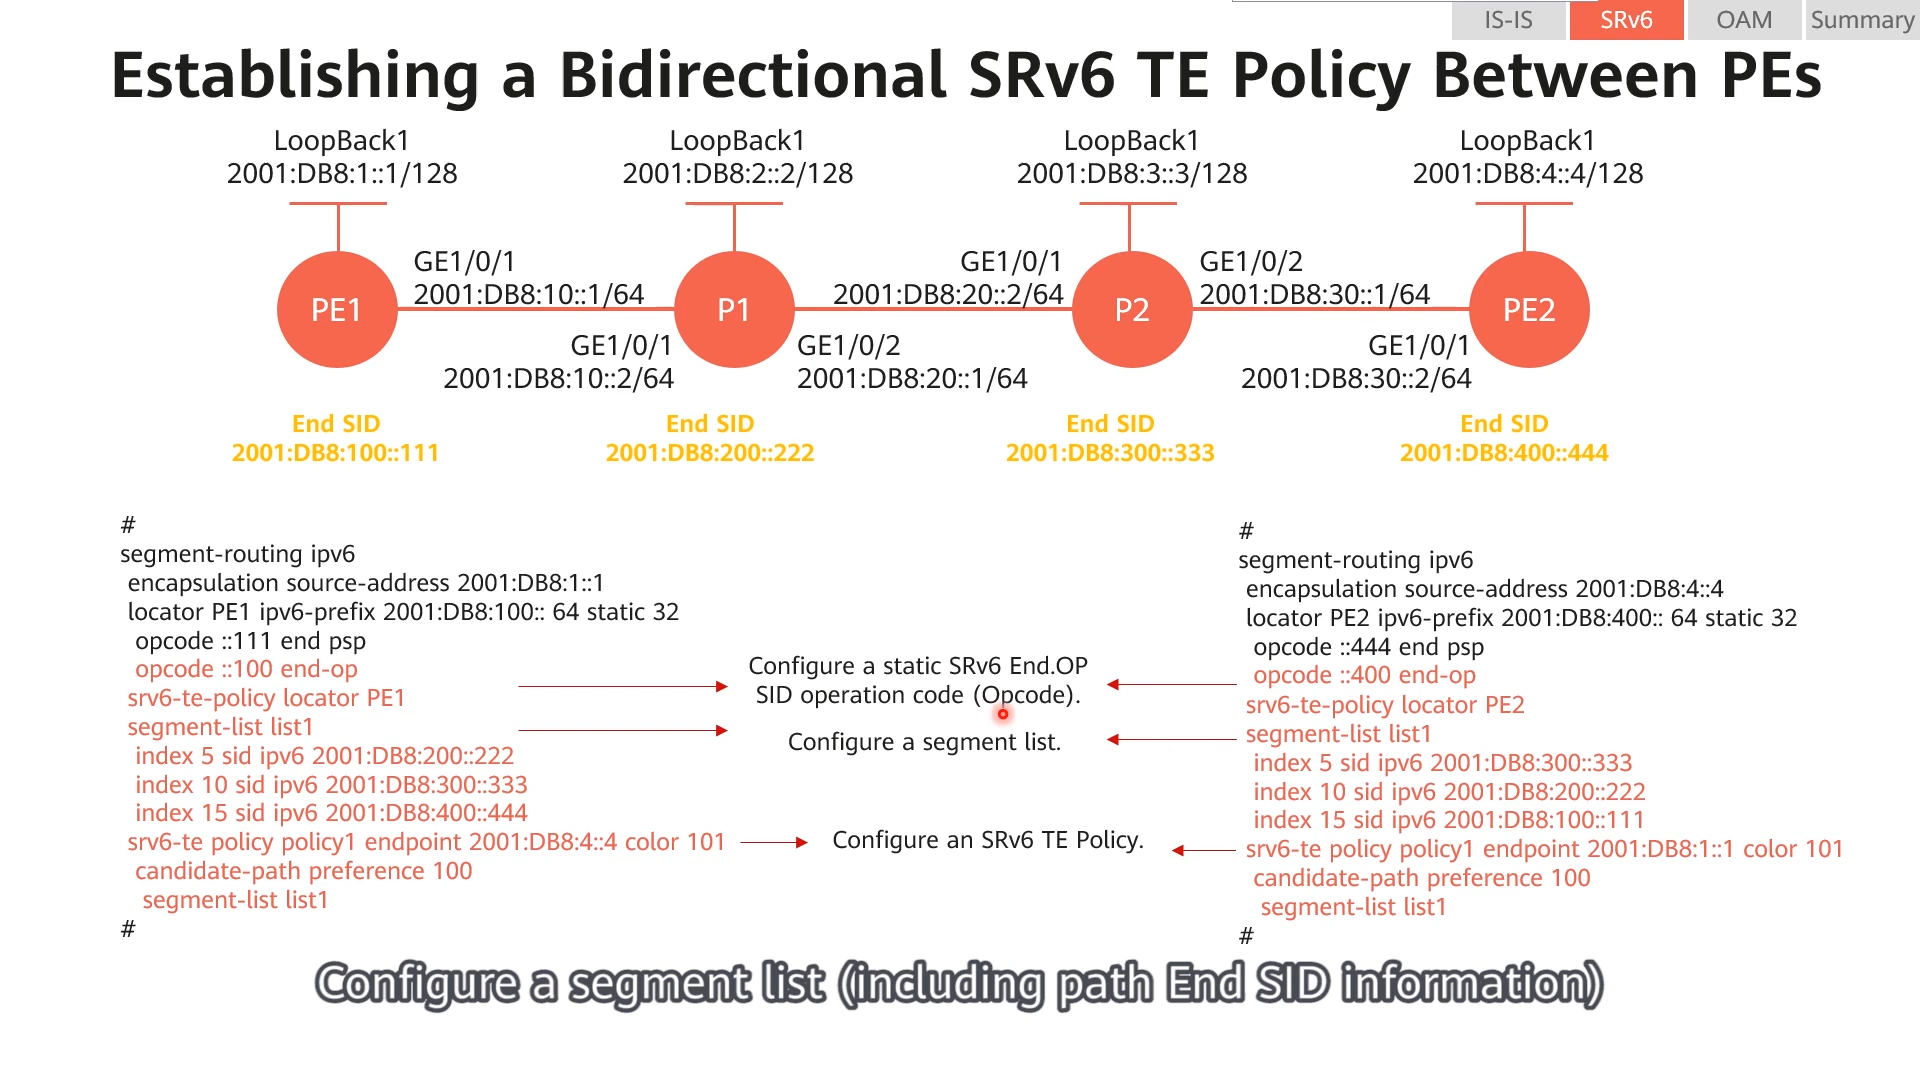 IS-IS
SRv6
OAM
Summary
Establishing a Bidirectional SRv6 TE Policy Between PEs
LoopBack1
2001:DB8:1::1/128
LoopBack1
2001:DB8:2::2/128
LoopBack1
2001:DB8:3::3/128
LoopBack1
2001:DB8:4::4/128
PE1
GE1/0/1
2001:DB8:10::1/64
GE1/0/1
2001:DB8:10::2/64
P1
GE1/0/2
2001:DB8:20::1/64
GE1/0/1
2001:DB8:20::2/64
P2
GE1/0/2
2001:DB8:30::1/64
GE1/0/1
2001:DB8:30::2/64
PE2
End SID
2001:DB8:100::111
End SID
2001:DB8:200::222
End SID
2001:DB8:300::333
End SID
2001:DB8:400::444
#
segment-routing ipv6
encapsulation source-address 2001:DB8:1::1
locator PE1 ipv6-prefix 2001:DB8:100:: 64 static 32
opcode ::111 end psp
opcode ::100 end-op
srv6-te-policy locator PE1
segment-list list1
index 5 sid ipv6 2001:DB8:200::222
index 10 sid ipv6 2001:DB8:300::333
index 15 sid ipv6 2001:DB8:400::444
srv6-te policy policy1 endpoint 2001:DB8:4::4 color 101
candidate-path preference 100
segment-list list1
#
Configure a static SRv6 End.OP
SID operation code (Opcode).
Configure a segment list.
Configure an SRv6 TE Policy.
#
segment-routing ipv6
encapsulation source-address 2001:DB8:4::4
locator PE2 ipv6-prefix 2001:DB8:400:: 64 static 32
opcode ::444 end psp
opcode ::400 end-op
srv6-te-policy locator PE2
segment-list list1
index 5 sid ipv6 2001:DB8:300::333
index 10 sid ipv6 2001:DB8:200::222
index 15 sid ipv6 2001:DB8:100::111
srv6-te policy policy1 endpoint 2001:DB8:1::1 color 101
candidate-path preference 100
segment-list list1
#
Configure a segment list (including path End SID information)